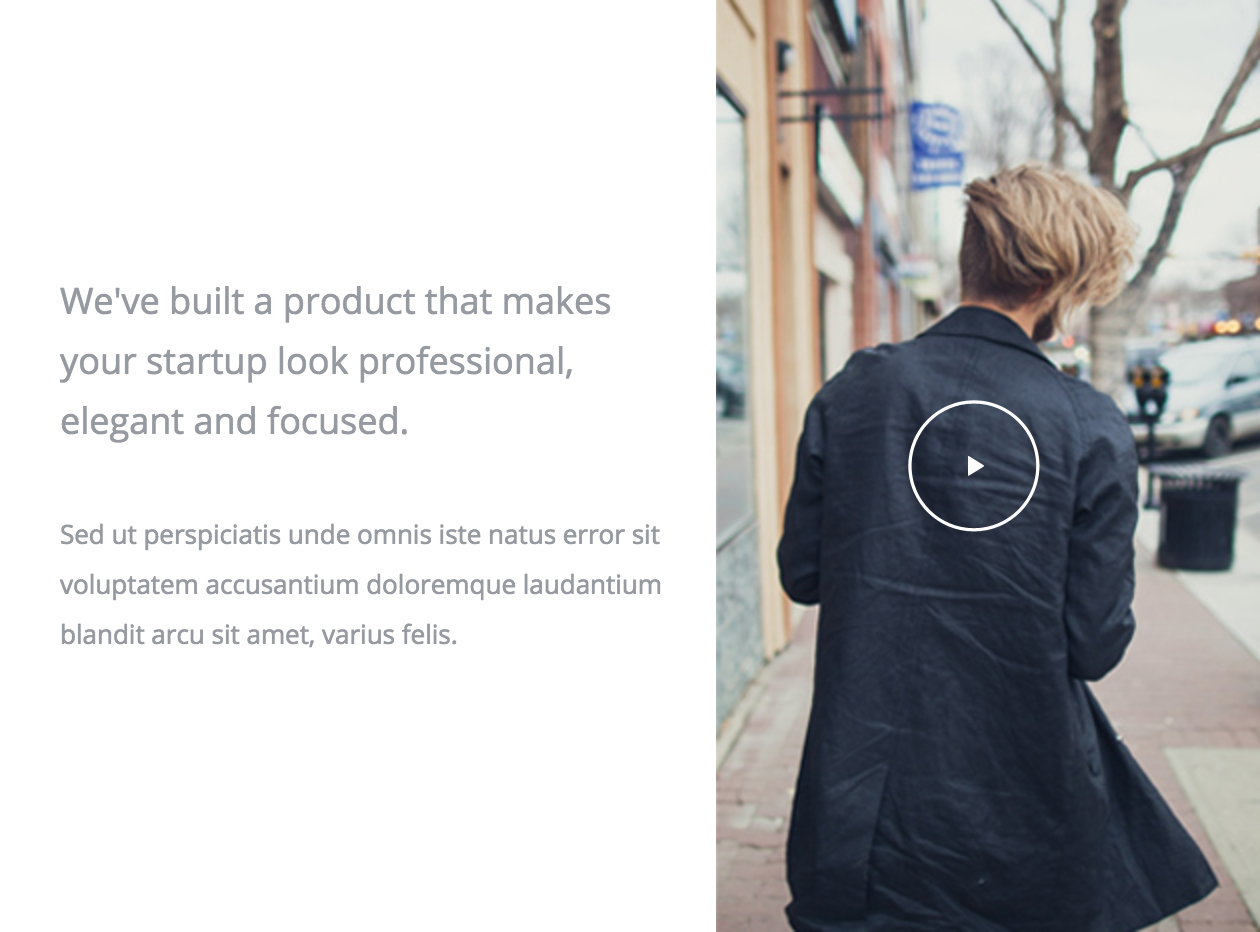 We've built a product that makes
your startup look professional,
elegant and focused.
Sed ut perspiciatis unde omnis iste natus error sit
voluptatem accusantium doloremque laudantium
blandit arcu sit amet, varius felis.